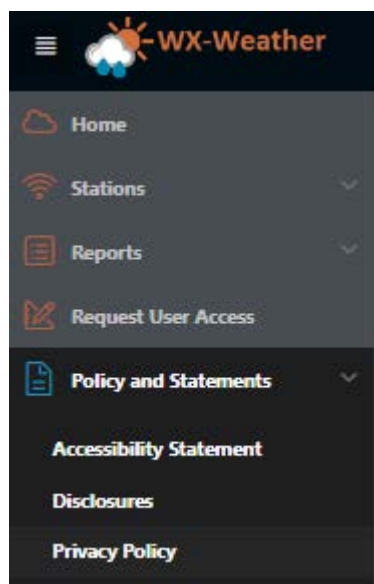 WX-Weather
Home
Stations
Reports
Request User Access
Policy and Statements
Accessibility Statement
Disclosures
Privacy Policy